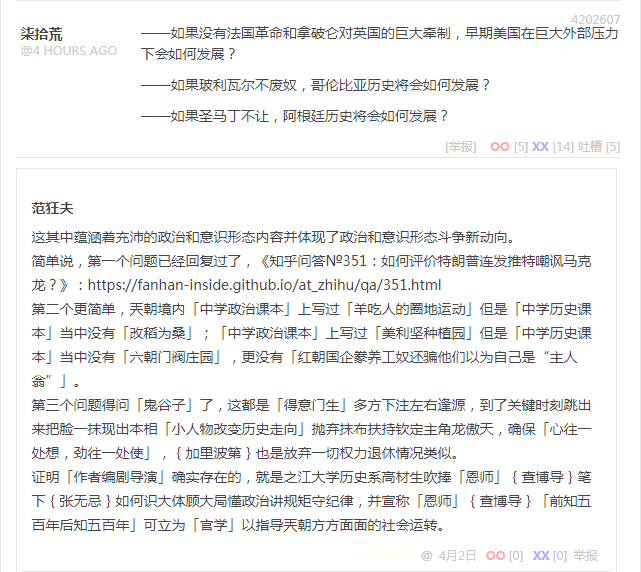 4202607
柒拾荒
@4 HOURS AGO
——如果没有法国革命和拿破仑对英国的巨大牵制，早期美国在巨大外部压力
下会如何发展？
——如果玻利瓦尔不废奴，哥伦比亚历史将会如何发展？
——如果圣马丁不让，阿根廷历史将会如何发展？
[举报] OO [5] XX [14] 吐槽 [5]
范狂夫
这其中蕴涵着充沛的政治和意识形态内容并体现了政治和意识形态斗争新动向。
简单说，第一个问题已经回复过了，《知乎问答№351：如何评价特朗普连发推特嘲讽马克
龙？》：https://fanhan-inside.github.io/at_zhihu/qa/351.html
第二个更简单，天朝境内「中学政治课本」上写过「羊吃人的圈地运动」但是「中学历史课
本」当中没有「改稻为桑」；「中学政治课本」上写过「美利坚种植园」但是「中学历史课
本」当中没有「六朝门阀庄园」，更没有「红朝国企豢养工奴还骗他们以为自己是“主人
翁”」。
第三个问题得问「鬼谷子」了，这都是「得意门生」多方下注左右逢源，到了关键时刻跳出
来把脸一抹现出本相「小人物改变历史走向」抛弃抹布扶持钦定主角龙傲天，确保「心往一
处想，劲往一处使」，｛加里波第｝也是放弃一切权力退休情况类似。
证明「作者编剧导演」确实存在的，就是之江大学历史系高材生吹捧「恩师」｛查博导｝笔
下｛张无忌｝如何识大体顾大局懂政治讲规矩守纪律，并宣称「恩师」｛查博导｝「前知五
百年后知五百年」可立为「官学」以指导天朝方方面面的社会运转。
@ 4月2日 OO [0] XX [0] 举报